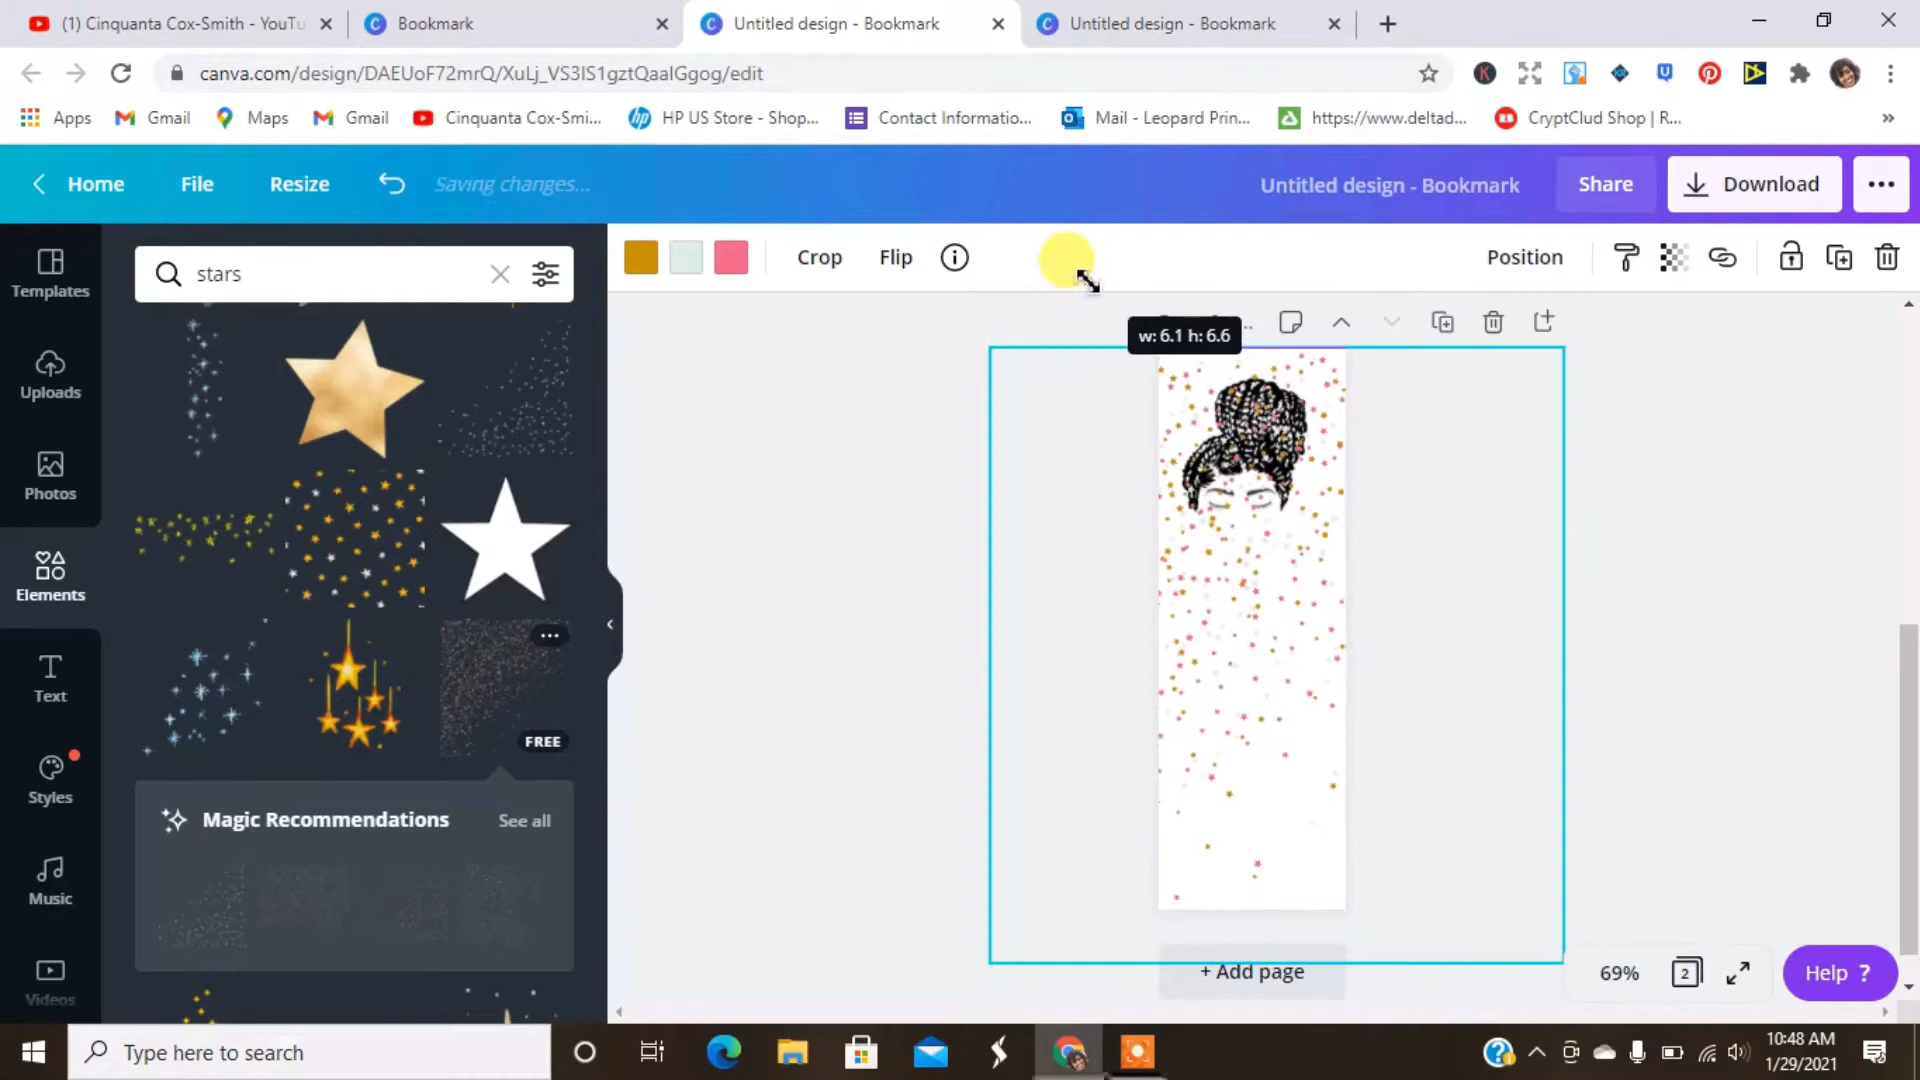 (1) Cinquanta Cox-Smith - YouTu
Bookmark
Untitled design - Bookmark
Untitled design - Bookmark
canva.com/design/DAEUoF72mrQ/XuLj_VS3IS1gztQaalGgog/edit
Apps
Gmail
Maps
Gmail
Cinquanta Cox-Smi...
HP US Store - Shop...
Contact Informatio...
Mail - Leopard Prin...
https://www.deltad...
CryptClud Shop | R...
Home
File
Resize
Saving changes...
Untitled design - Bookmark
Share
Download
stars
Crop
Flip
Position
Templates
Uploads
Photos
Elements
Text
Styles
Music
Videos
FREE
Magic Recommendations
See all
w: 6.1 h: 6.6
+ Add page
69%
2
Help ?
Type here to search
10:48 AM
1/29/2021